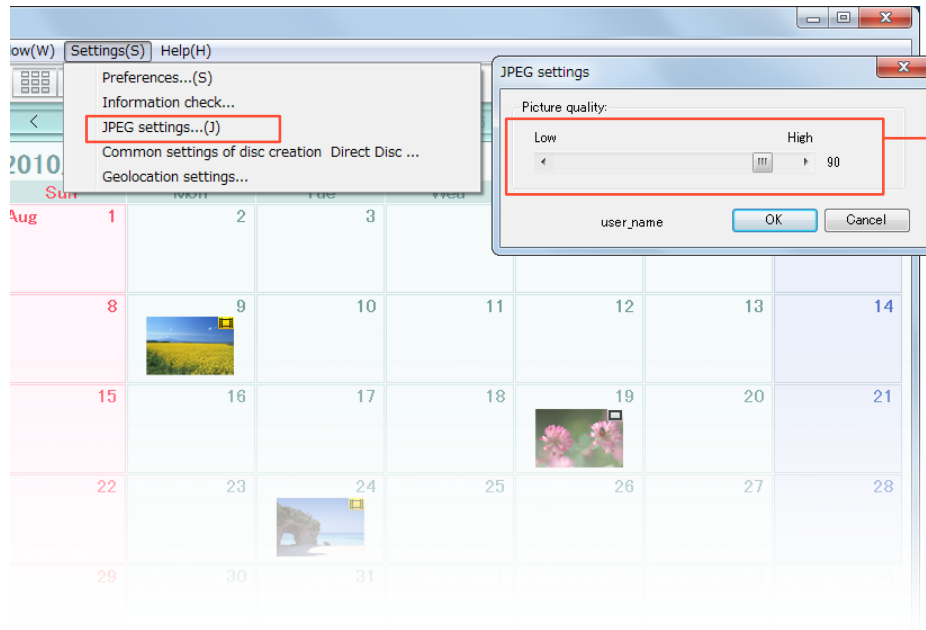 ow(W) Settings(S) Help(H)
Preferences...(S)
Information check...
JPEG settings...(J)
Common settings of disc creation Direct Disc ...
Geolocation settings...
JPEG settings
Picture quality:
Low High
90
user_name OK Cancel
2010
Sun Mon Tue Wed
Aug 1 2 3
8 9 10 11 12 13 14
15 16 17 18 19 20 21
22 23 24 25 26 27 28
29 30 31